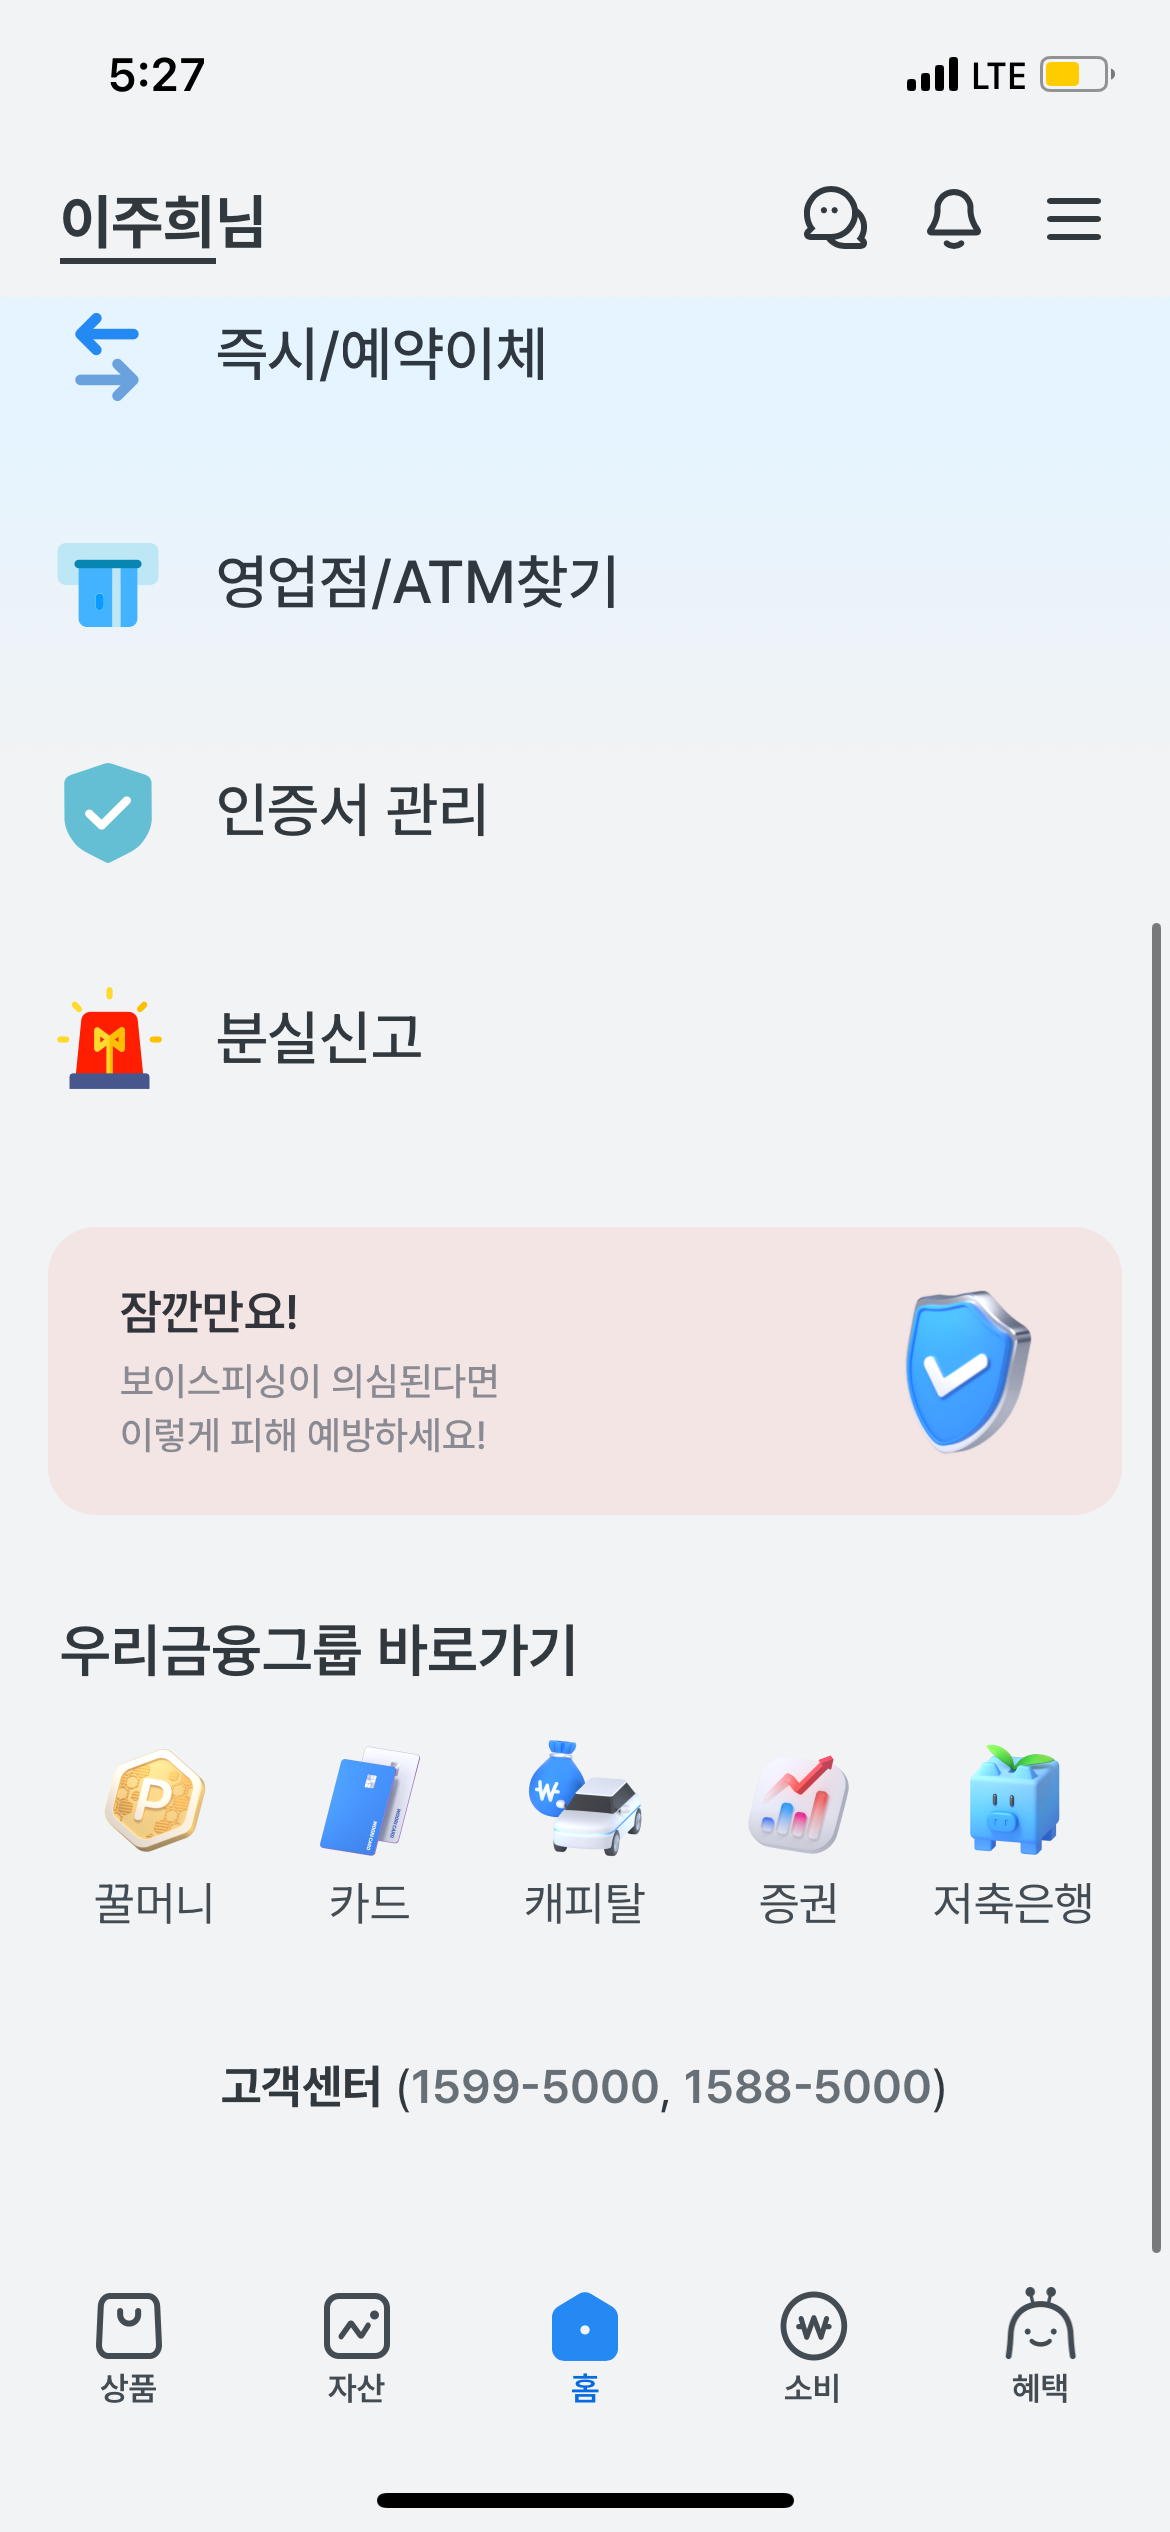 5:27
LTE
이주희님
즉시/예약이체
영업점/ATM찾기
인증서 관리
분실신고
잠깐만요!
보이스피싱이 의심된다면
이렇게 피해 예방하세요!
우리금융그룹 바로가기
P
₩
꿀머니
카드
캐피탈
증권
저축은행
고객센터 (1599-5000, 1588-5000)
₩
상품
자산
홈
소비
혜택